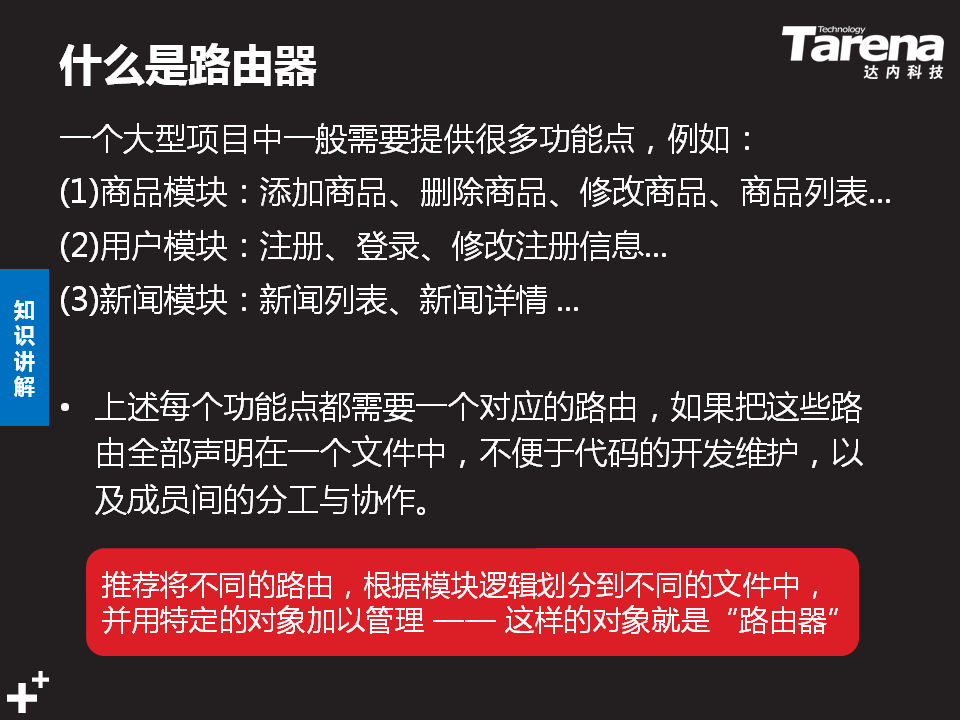 什么是路由器
Technology
Tarena
达内科技
一个大型项目中一般需要提供很多功能点，例如：
(1)商品模块：添加商品、删除商品、修改商品、商品列表...
(2)用户模块：注册、登录、修改注册信息...
(3)新闻模块：新闻列表、新闻详情 ...
知
识
讲
解
• 上述每个功能点都需要一个对应的路由，如果把这些路
由全部声明在一个文件中，不便于代码的开发维护，以
及成员间的分工与协作。
推荐将不同的路由，根据模块逻辑划分到不同的文件中，
并用特定的对象加以管理 —— 这样的对象就是“路由器”